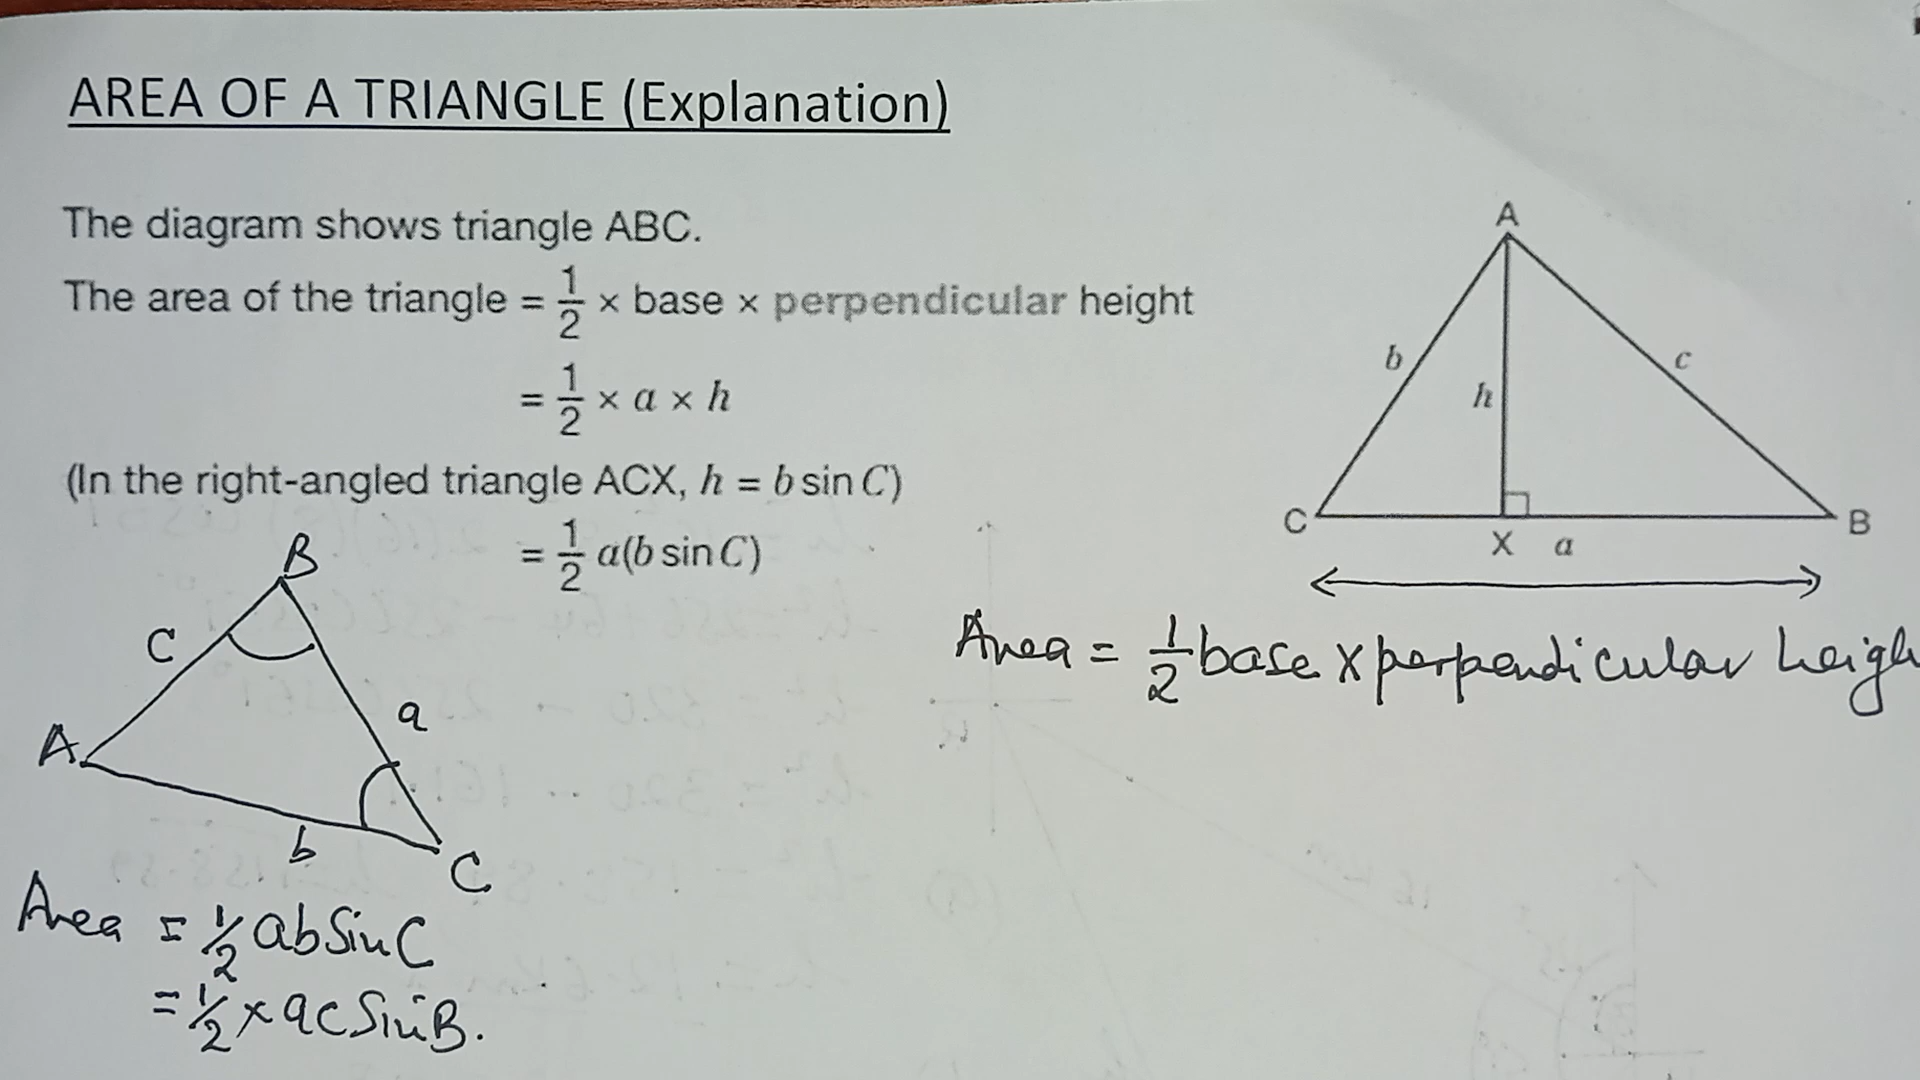 AREA OF A TRIANGLE (Explanation)
The diagram shows triangle ABC.
The area of the triangle = 1/2 × base × perpendicular height
= 1/2 × a × h
(In the right-angled triangle ACX, h = b sin C)
= 1/2 a(b sin C)
A
b
c
h
C
X
a
B
Area = 1/2 base × perpendicular heigh
B
C
a
A
b
C
Area = 1/2 ab Sin C
= 1/2 × ac Sin B.